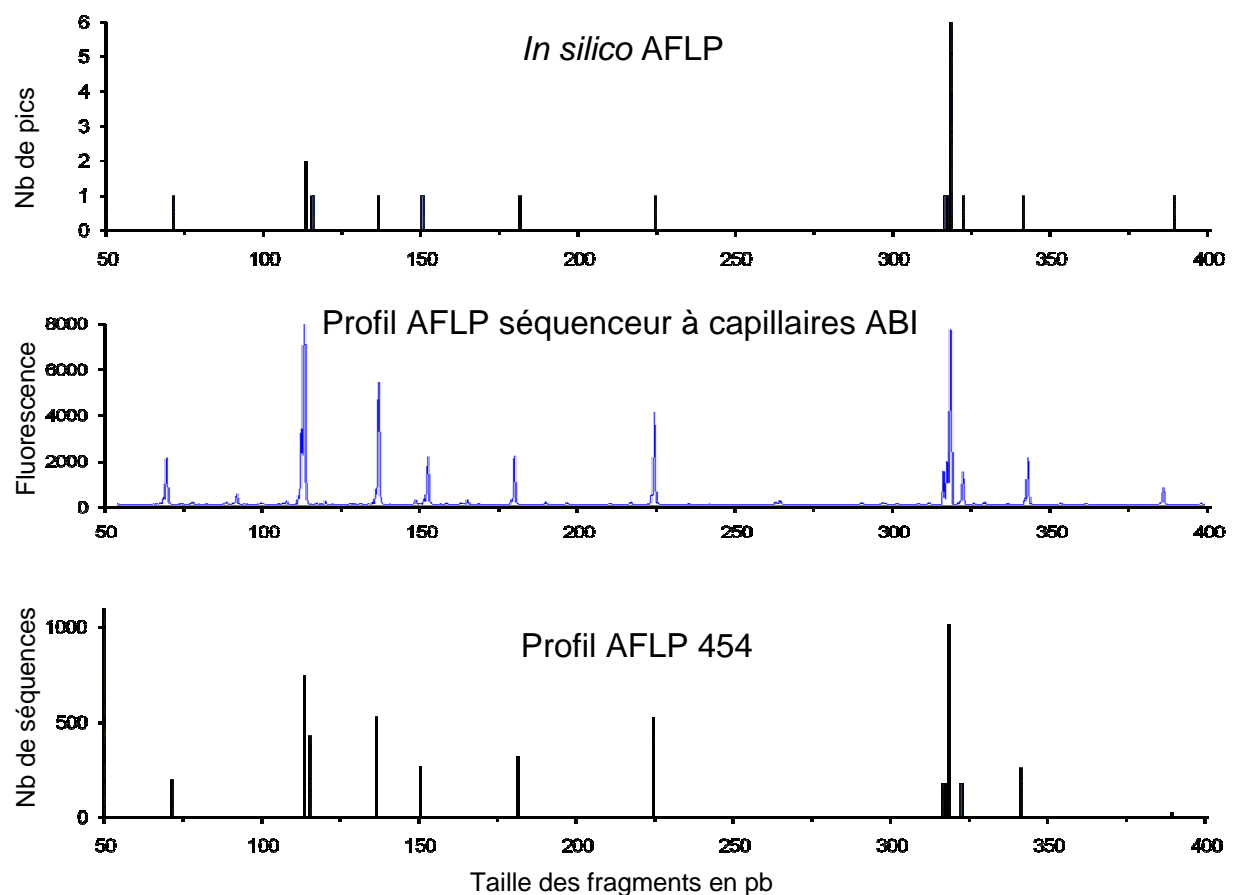 In silico AFLP
Nb de pics
6
5
4
3
2
1
0
50 100 150 200 250 300 350 400
Profil AFLP séquenceur à capillaires ABI
Fluorescence
8000
6000
4000
2000
0
50 100 150 200 250 300 350 400
Profil AFLP 454
Nb de séquences
1000
500
0
50 100 150 200 250 300 350 400
Taille des fragments en pb